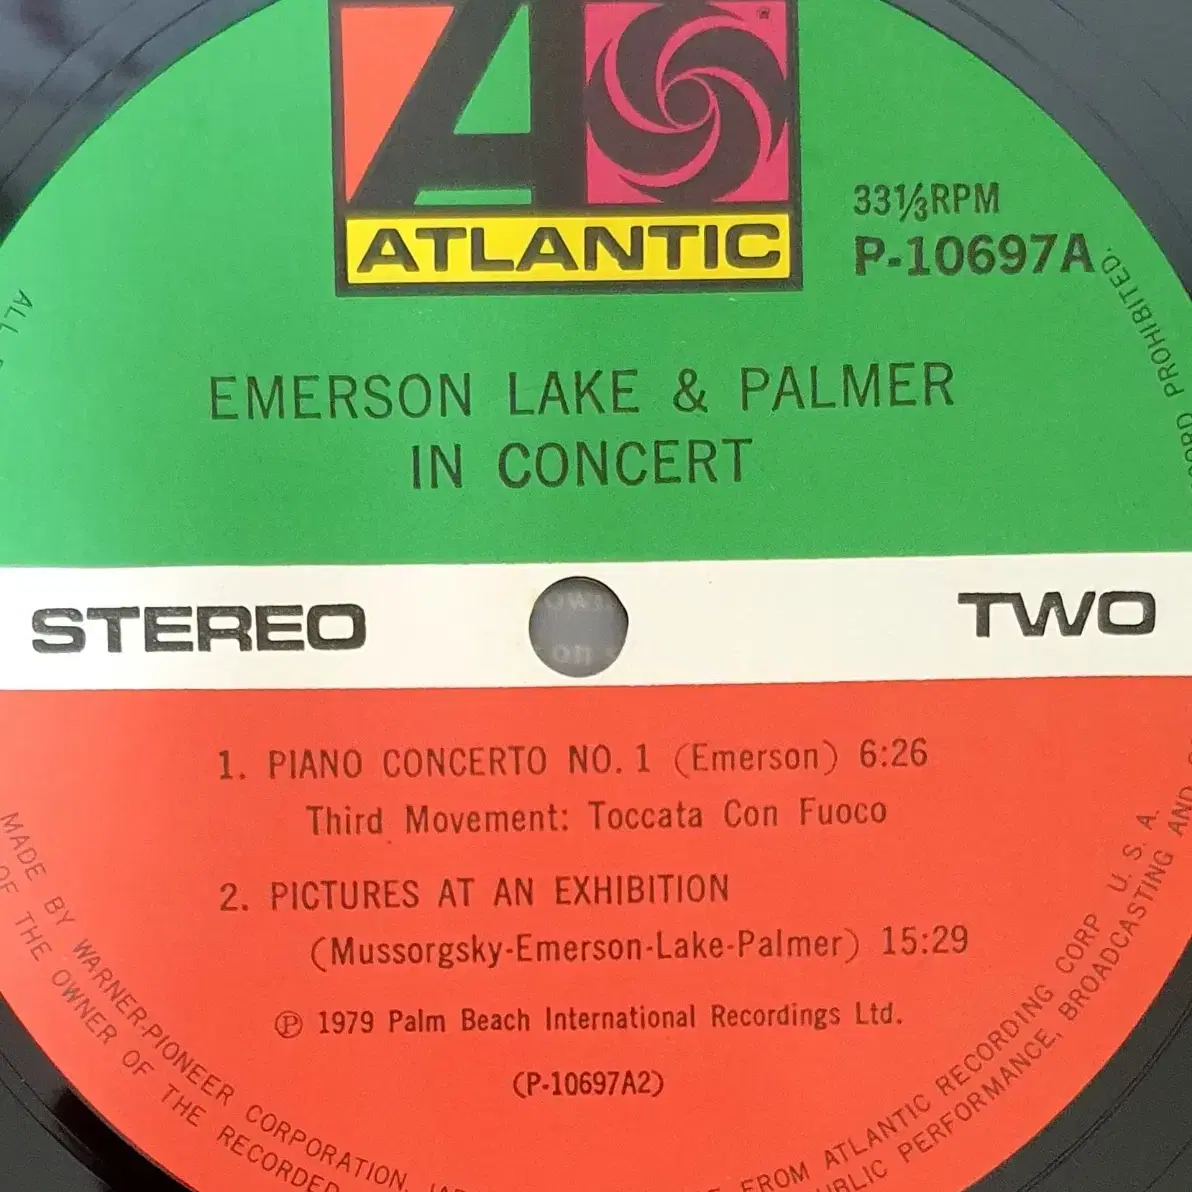 ATLANTIC
33⅓RPM
P-10697A
EMERSON LAKE & PALMER
IN CONCERT
STEREO
TWO
1. PIANO CONCERTO NO. 1 (Emerson) 6:26
Third Movement: Toccata Con Fuoco
2. PICTURES AT AN EXHIBITION
(Mussorgsky-Emerson-Lake-Palmer) 15:29
Ⓟ 1979 Palm Beach International Recordings Ltd.
(P-10697A2)
MADE BY WARNER-PIONEER CORPORATION,
FROM ATLANTIC RECORDING CORP U. S. A.
OF THE OWNER OF THE RECORDED
PERFORMANCE, BROADCASTING AND
PROHIBITED.
ALL